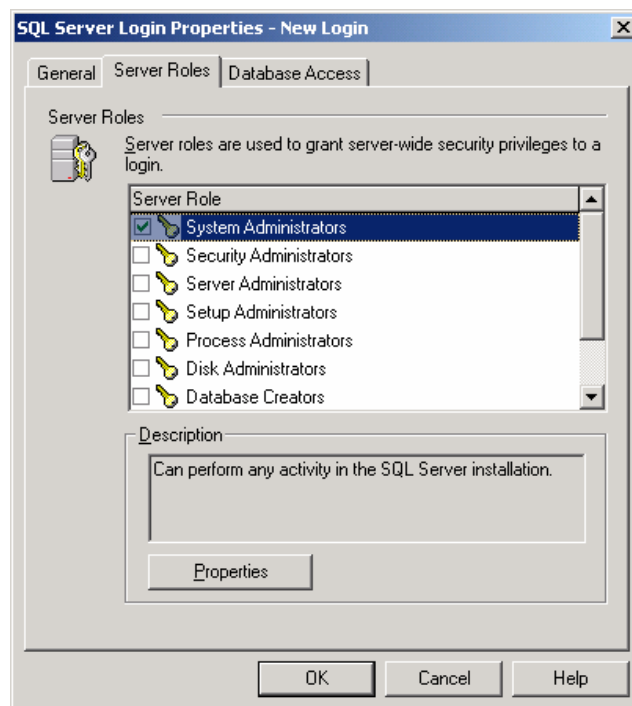 SQL Server Login Properties - New Login
General Server Roles Database Access
Server Roles
Server roles are used to grant server-wide security privileges to a
login.
Server Role
System Administrators
Security Administrators
Server Administrators
Setup Administrators
Process Administrators
Disk Administrators
Database Creators
Description
Can perform any activity in the SQL Server installation.
Properties
OK Cancel Help